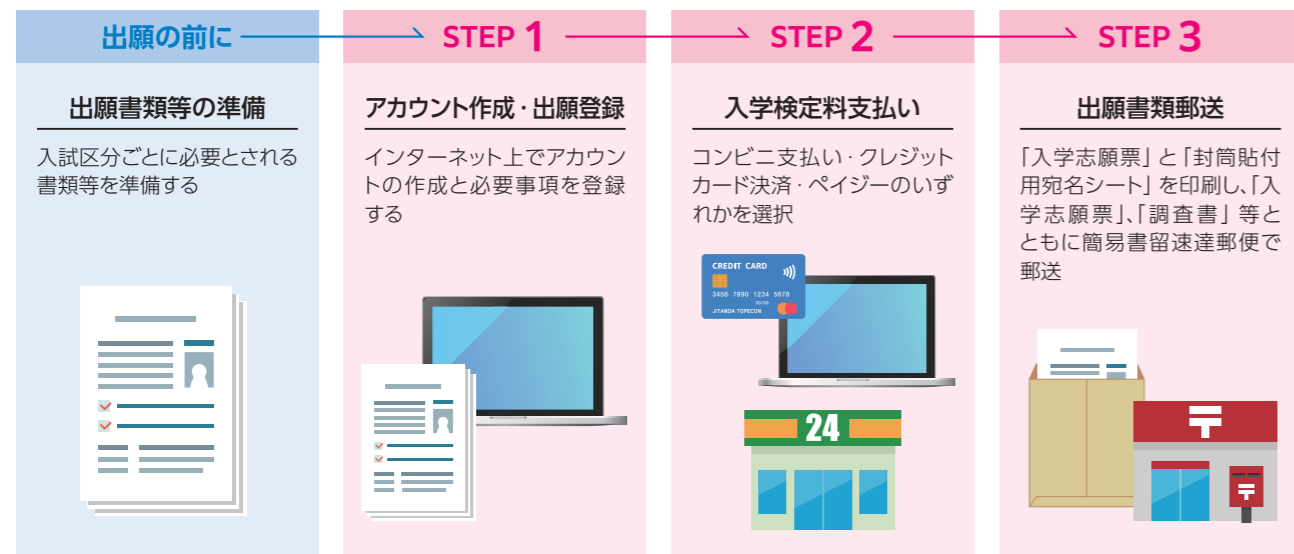 出願の前に
STEP 1
STEP 2
STEP 3
出願書類等の準備
入試区分ごとに必要とされる
書類等を準備する
アカウント作成・出願登録
インターネット上でアカウン
トの作成と必要事項を登録
する
入学検定料支払い
コンビニ支払い・クレジット
カード決済・ペイジーのいず
れかを選択
CREDIT CARD
3456 7890 1234 5678
00/00
JITANDA TOPECON
24
出願書類郵送
「入学志願票」と「封筒貼付
用宛名シート」を印刷し、「入
学志願票」、「調査書」等と
ともに簡易書留速達郵便で
郵送